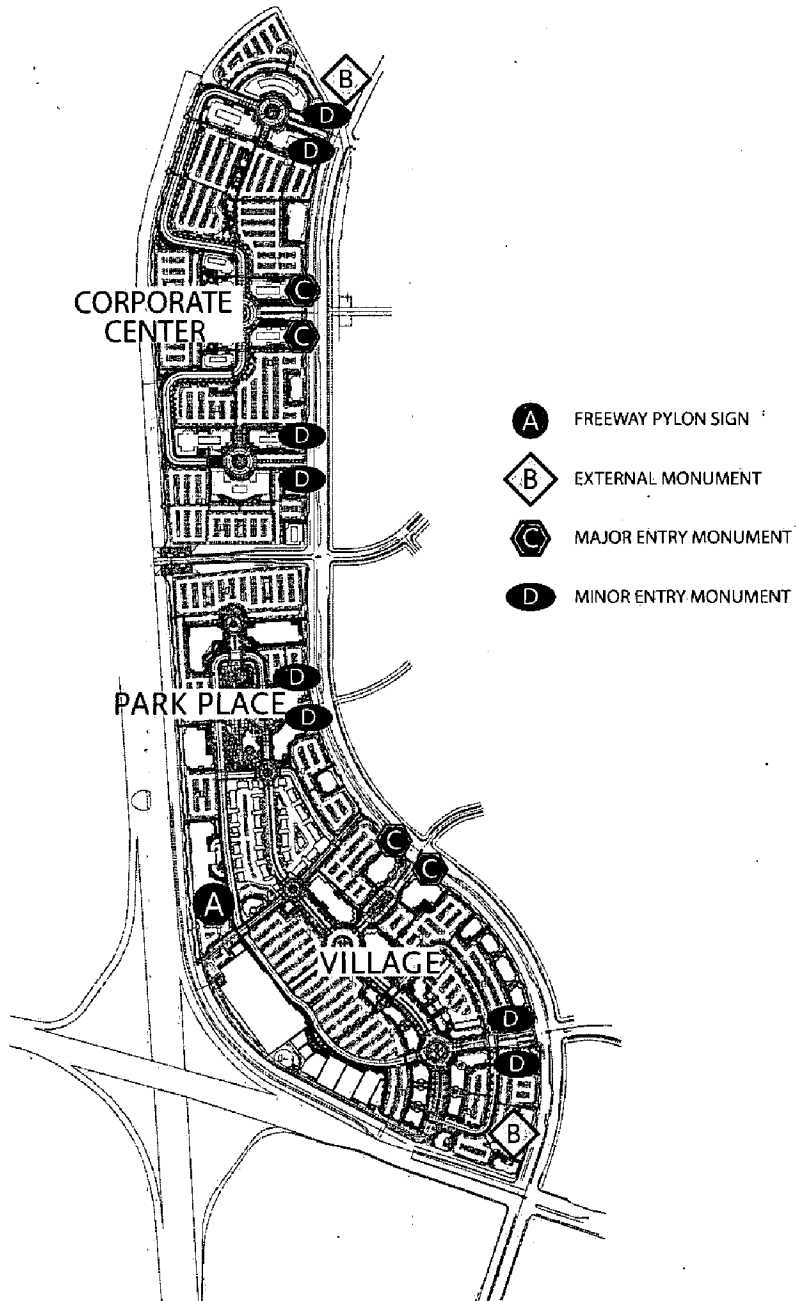 B
D
D
C
CORPORATE
CENTER
C
D
D
A FREEWAY PYLON SIGN
B EXTERNAL MONUMENT
C MAJOR ENTRY MONUMENT
D MINOR ENTRY MONUMENT
D
PARK PLACE
D
C
C
A
VILLAGE
D
D
B